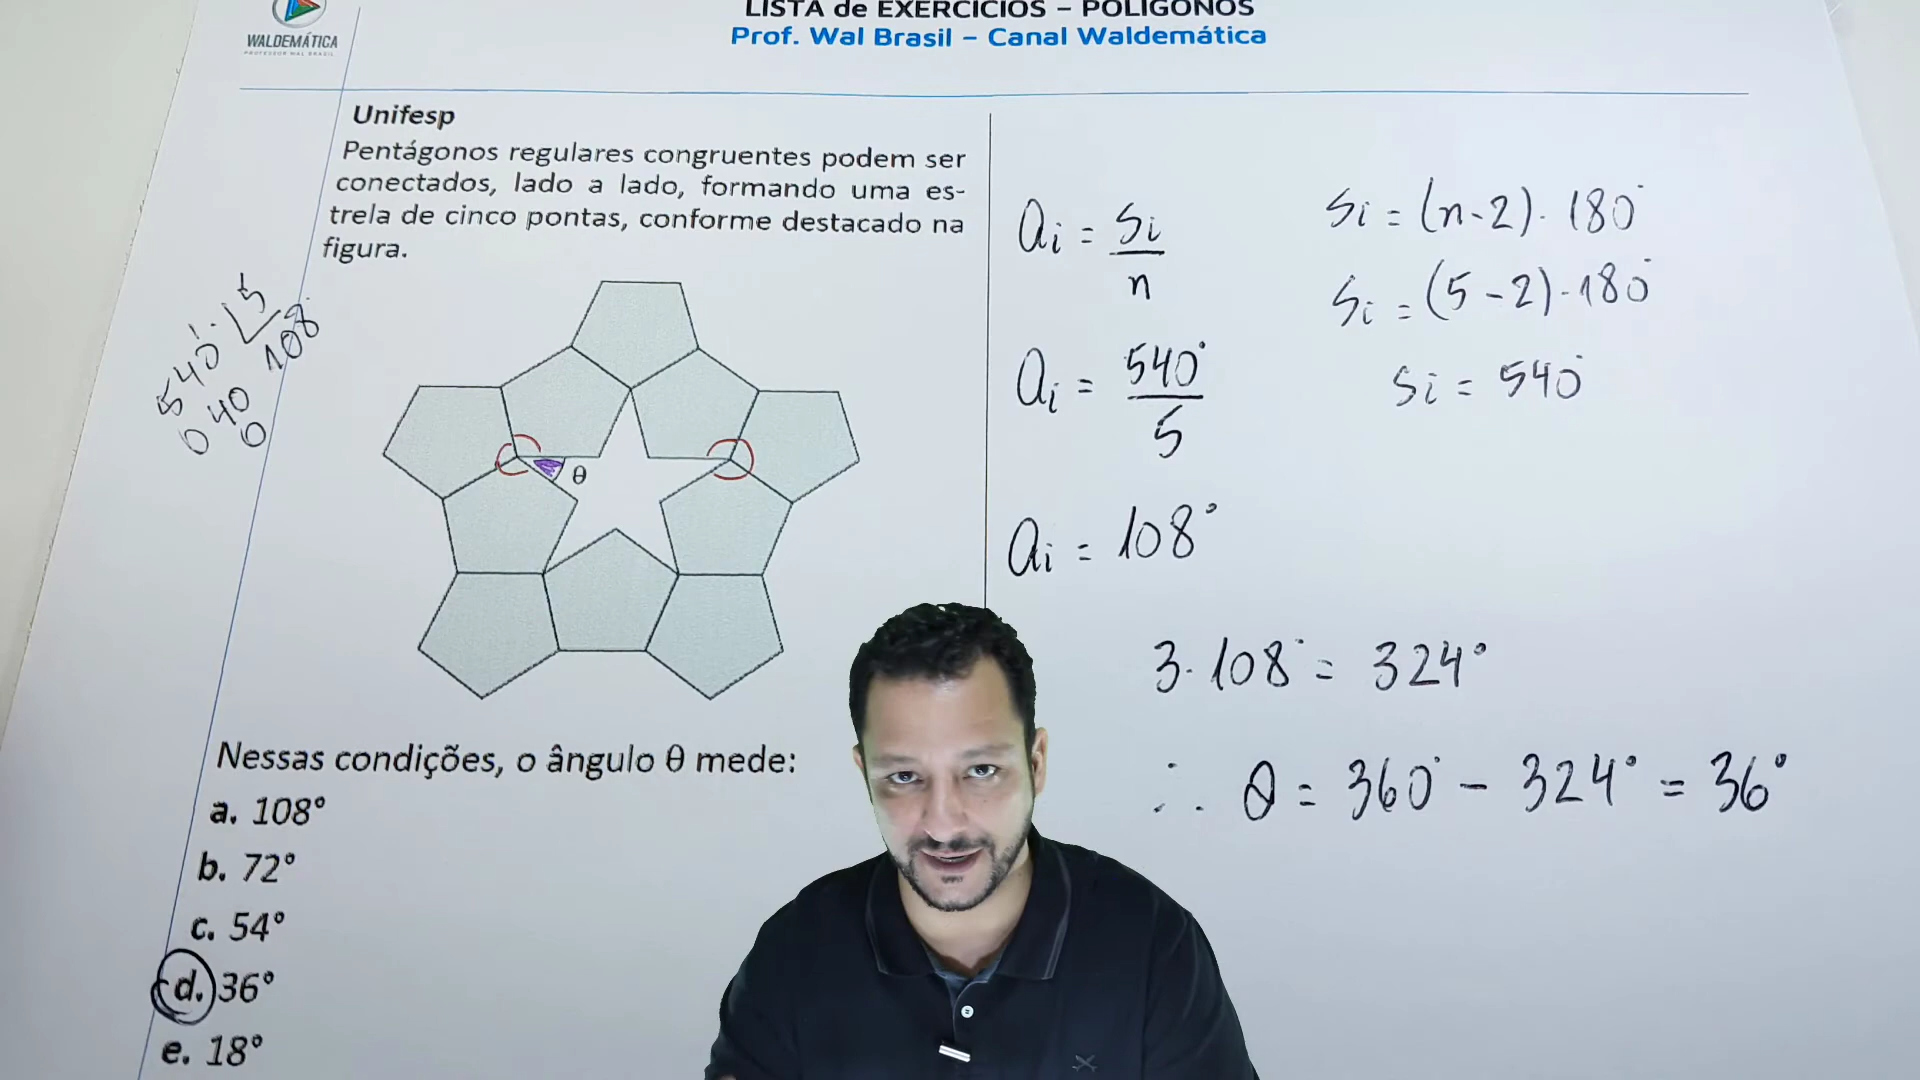 LISTA de EXERCÍCIOS – POLÍGONOS
Prof. Wal Brasil – Canal Waldemática
WALDEMÁTICA
PROFESSOR WAL BRASIL
Unifesp
Pentágonos regulares congruentes podem ser
conectados, lado a lado, formando uma es-
trela de cinco pontas, conforme destacado na
figura.
540° 5
040 108°
0
θ
Nessas condições, o ângulo θ mede:
a. 108°
b. 72°
c. 54°
d. 36°
e. 18°
ai = Si
n
ai = 540°
5
ai = 108°
Si = (n-2). 180°
Si = (5-2).180°
Si = 540°
3.108° = 324°
∴ θ = 360° - 324° = 36°